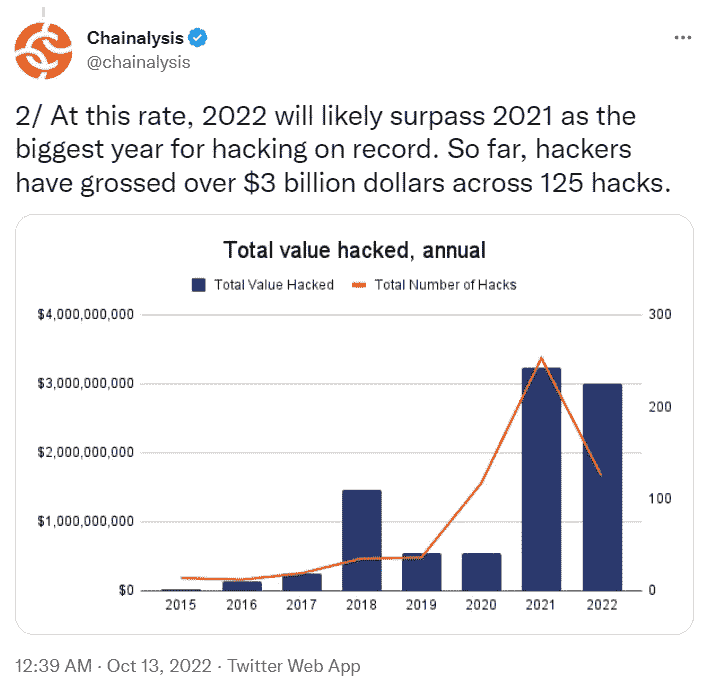 Chainalysis
@chainalysis
2/ At this rate, 2022 will likely surpass 2021 as the
biggest year for hacking on record. So far, hackers
have grossed over $3 billion dollars across 125 hacks.
Total value hacked, annual
Total Value Hacked Total Number of Hacks
$4,000,000,000 300
$3,000,000,000
200
$2,000,000,000
100
$1,000,000,000
$0 0
2015 2016 2017 2018 2019 2020 2021 2022
12:39 AM · Oct 13, 2022 · Twitter Web App